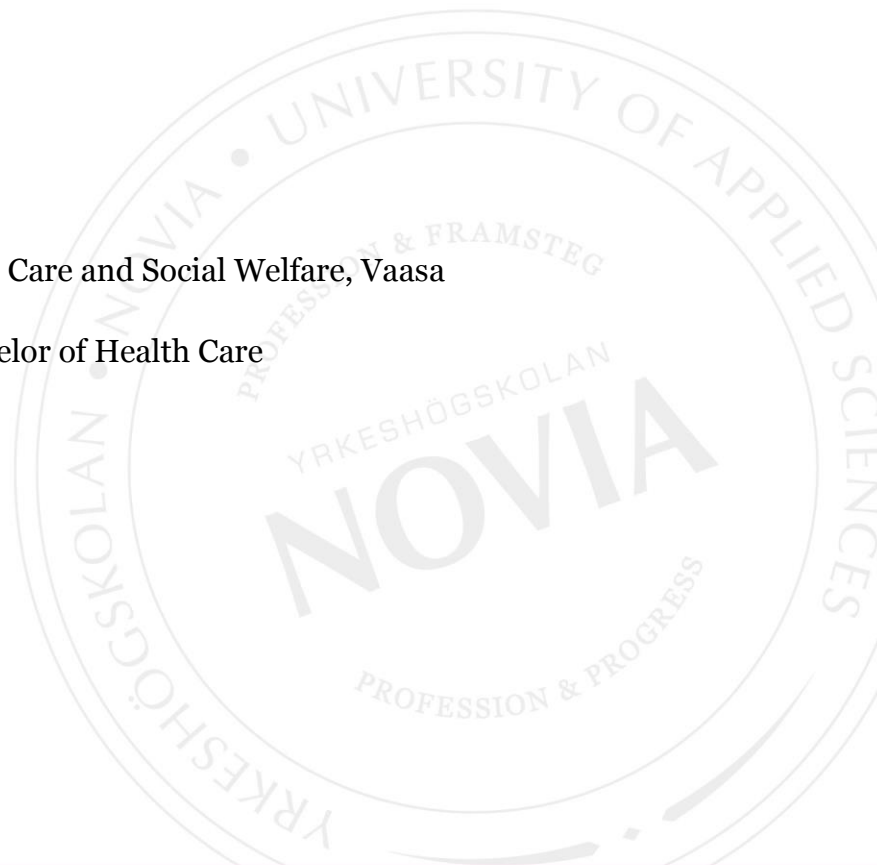 UNIVERSITY OF APPLIED SCIENCES
PROFESSION & FRAMSTEG
Care and Social Welfare, Vaasa
elor of Health Care
YRKESHÖGSKOLAN
NOVIA
PROFESSION & PROGRESS
YRKESHÖGSKOLAN • NOVIA •